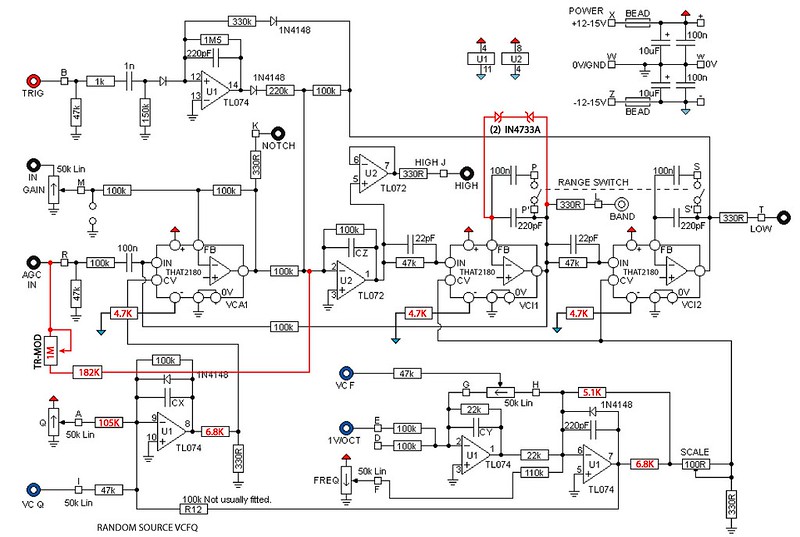 330k
1N4148
1M5
220pF
B
1k
1n
12
13
U1
14
TL074
1N4148
220k
100k
TRIG
47k
150k
4
U1
11
8
U2
4
POWER
+12-15V
X
BEAD
+
10uF
+
100n
0V/GND
W
W
0V
10uF
+
100n
-12-15V
Z
BEAD
-
K
NOTCH
330R
IN
GAIN
50k Lin
M
100k
100k
6
5
U2
7
TL072
HIGH J
330R
HIGH
(2) IN4733A
100n
P
P'
220pF
RANGE SWITCH
330R
L
BAND
100n
S
S'
220pF
330R
T
LOW
AGC
IN
R
100k
100n
47k
FB
IN
THAT2180
CV
0V
VCA1
4.7K
100k
100k
CZ
2
3
U2
1
TL072
22pF
47k
FB
IN
THAT2180
CV
0V
VCI1
4.7K
22pF
47k
FB
IN
THAT2180
CV
0V
VCI2
4.7K
100k
TR-MOD
1M
182K
100k
1N4148
CX
Q
A
50k Lin
105K
9
10
U1
8
TL074
6.8K
330R
VC Q
I
50k Lin
47k
100k Not usually fitted.
R12
VC F
47k
G
H
50k Lin
22k
CY
1V/OCT
E
D
100k
100k
2
3
U1
1
TL074
22k
110k
FREQ
50k Lin
F
5.1K
1N4148
220pF
6
5
U1
7
TL074
6.8K
SCALE
100R
330R
RANDOM SOURCE VCFQ